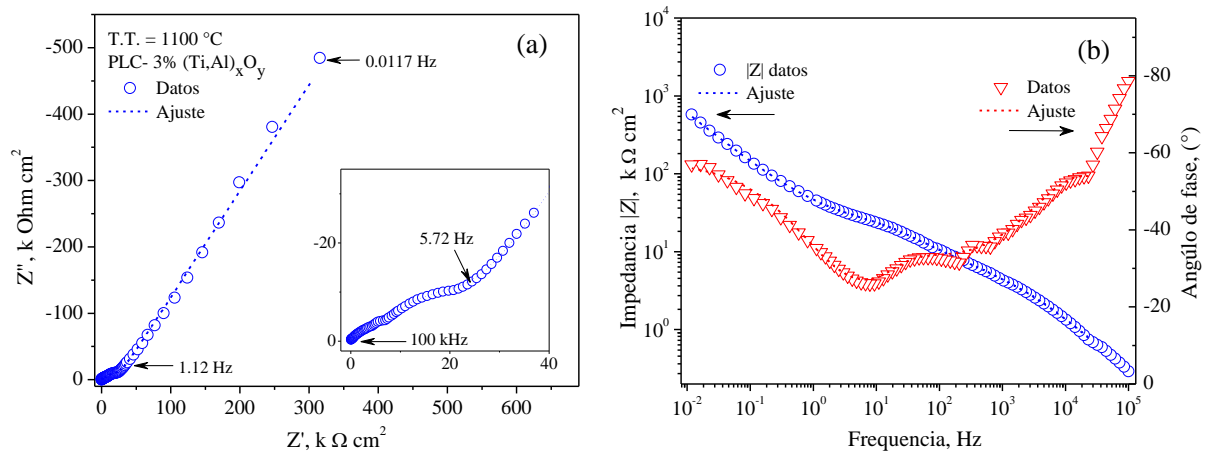 (a)
T.T. = 1100 °C
PLC- 3% (Ti,Al)xOy
Datos
Ajuste
0.0117 Hz
1.12 Hz
5.72 Hz
100 kHz
-20
0
0 20 40
-500
-400
-300
-200
-100
0
Z'', k Ohm cm²
0 100 200 300 400 500 600
Z', k Ω cm²
(b)
|Z| datos
Ajuste
Datos
Ajuste
10⁴
10³
10²
10¹
10⁰
Impedancia |Z|, k Ω cm²
-80
-60
-40
-20
0
Angúlo de fase, (°)
10⁻² 10⁻¹ 10⁰ 10¹ 10² 10³ 10⁴ 10⁵
Frequencia, Hz